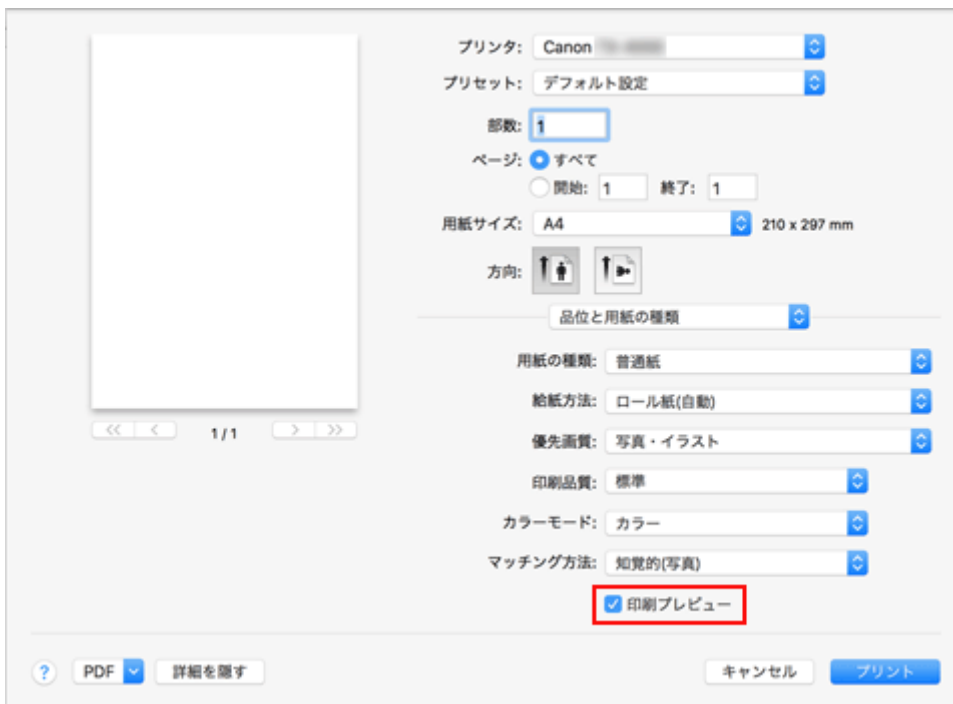 プリンタ: Canon
プリセット: デフォルト設定
部数: 1
ページ: すべて
開始: 1 終了: 1
用紙サイズ: A4 210 x 297 mm
方向:
品位と用紙の種類
用紙の種類: 普通紙
給紙方法: ロール紙(自動)
優先画質: 写真・イラスト
印刷品質: 標準
カラーモード: カラー
マッチング方法: 知覚的(写真)
印刷プレビュー
1 / 1
? PDF 詳細を隠す キャンセル プリント